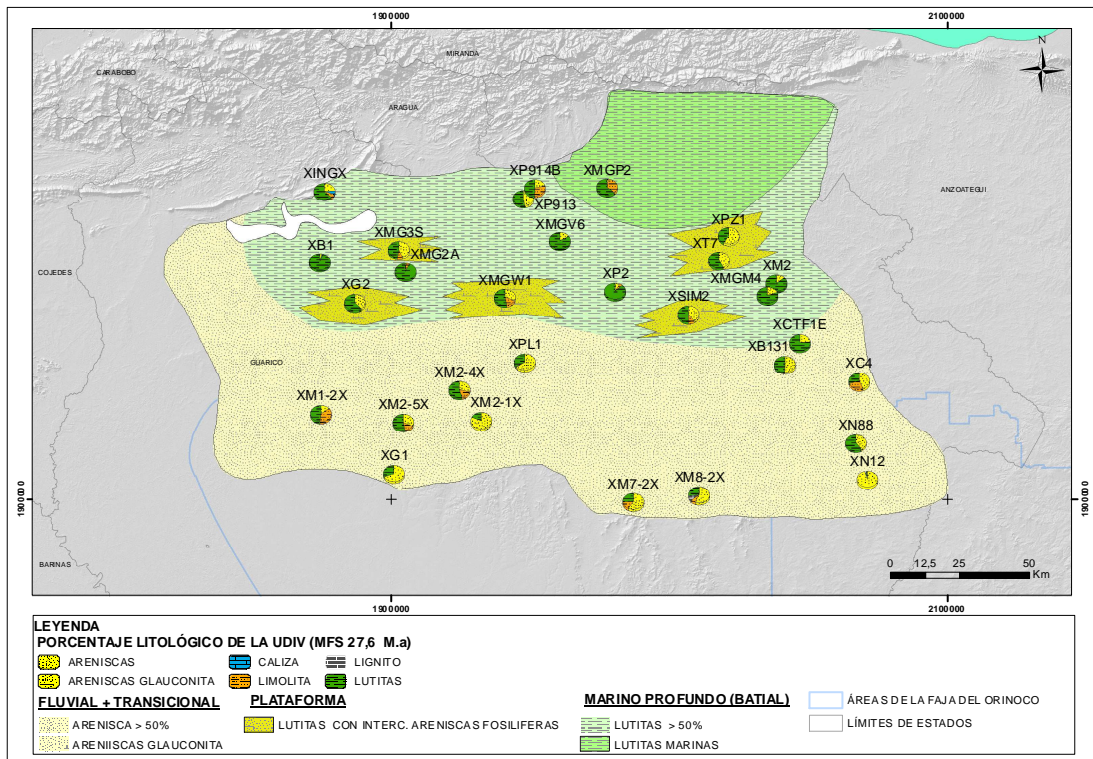 1900000 2100000
N
MIRANDA
CARABOBO
ARAGUA
XP914B XMGP2
XINGX
ANZOATEGUI
XP913
XPZ1
XMG3S XMGV6
XB1 XT7
XMG2A
COJEDES
XM2
XP2 XMGM4
XG2 XMGW1
XSIM2
XCTF1E
XB131
XPL1
GUARICO
XC4
XM2-4X
XM1-2X XM2-5X XM2-1X
XN88
XN12
XG1
XM7-2X XM8-2X
1900000 1900000
BARINAS
0 12,5 25 50
Km
1900000 2100000
LEYENDA
PORCENTAJE LITOLÓGICO DE LA UDIV (MFS 27,6 M.a)
ARENISCAS CALIZA LIGNITO
ARENISCAS GLAUCONITA LIMOLITA LUTITAS
FLUVIAL + TRANSICIONAL PLATAFORMA MARINO PROFUNDO (BATIAL) ÁREAS DE LA FAJA DEL ORINOCO
ARENISCA > 50% LUTITAS CON INTERC. ARENISCAS FOSILIFERAS LUTITAS > 50% LÍMITES DE ESTADOS
ARENIISCAS GLAUCONITA LUTITAS MARINAS